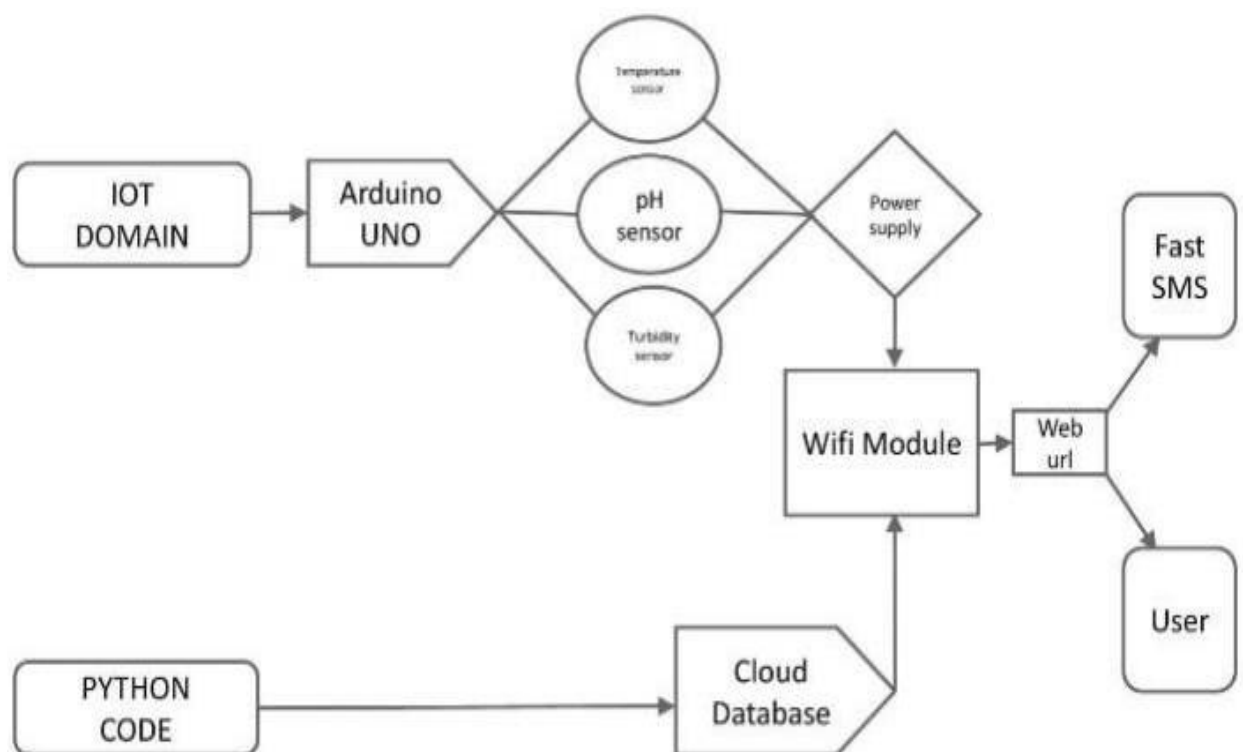 Temperature
sensor
IOT
DOMAIN
Arduino
UNO
pH
sensor
Power
supply
Turbidity
sensor
Fast
SMS
Wifi Module
Web
url
User
PYTHON
CODE
Cloud
Database